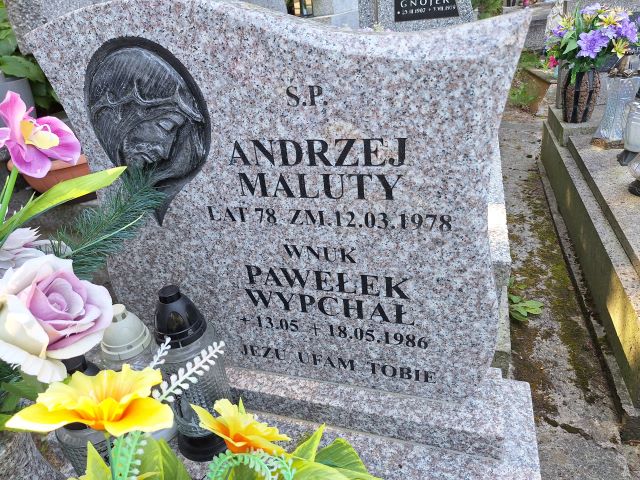 GNOJEK
S.P.
ANDRZEJ
MALUTY
LAT 78 ZM.12.03.1978
WNUK
PAWEŁEK
WYPCHAŁ
+ 13.05 + 18.05.1986
JEZU UFAM TOBIE